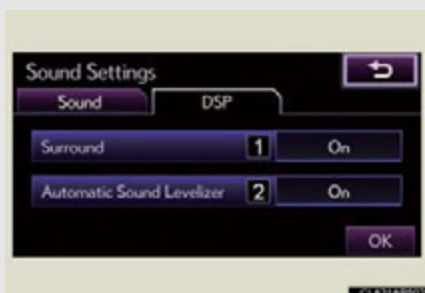 Sound Settings
Sound DSP
Surround 1 On
Automatic Sound Levelizer 2 On
OK